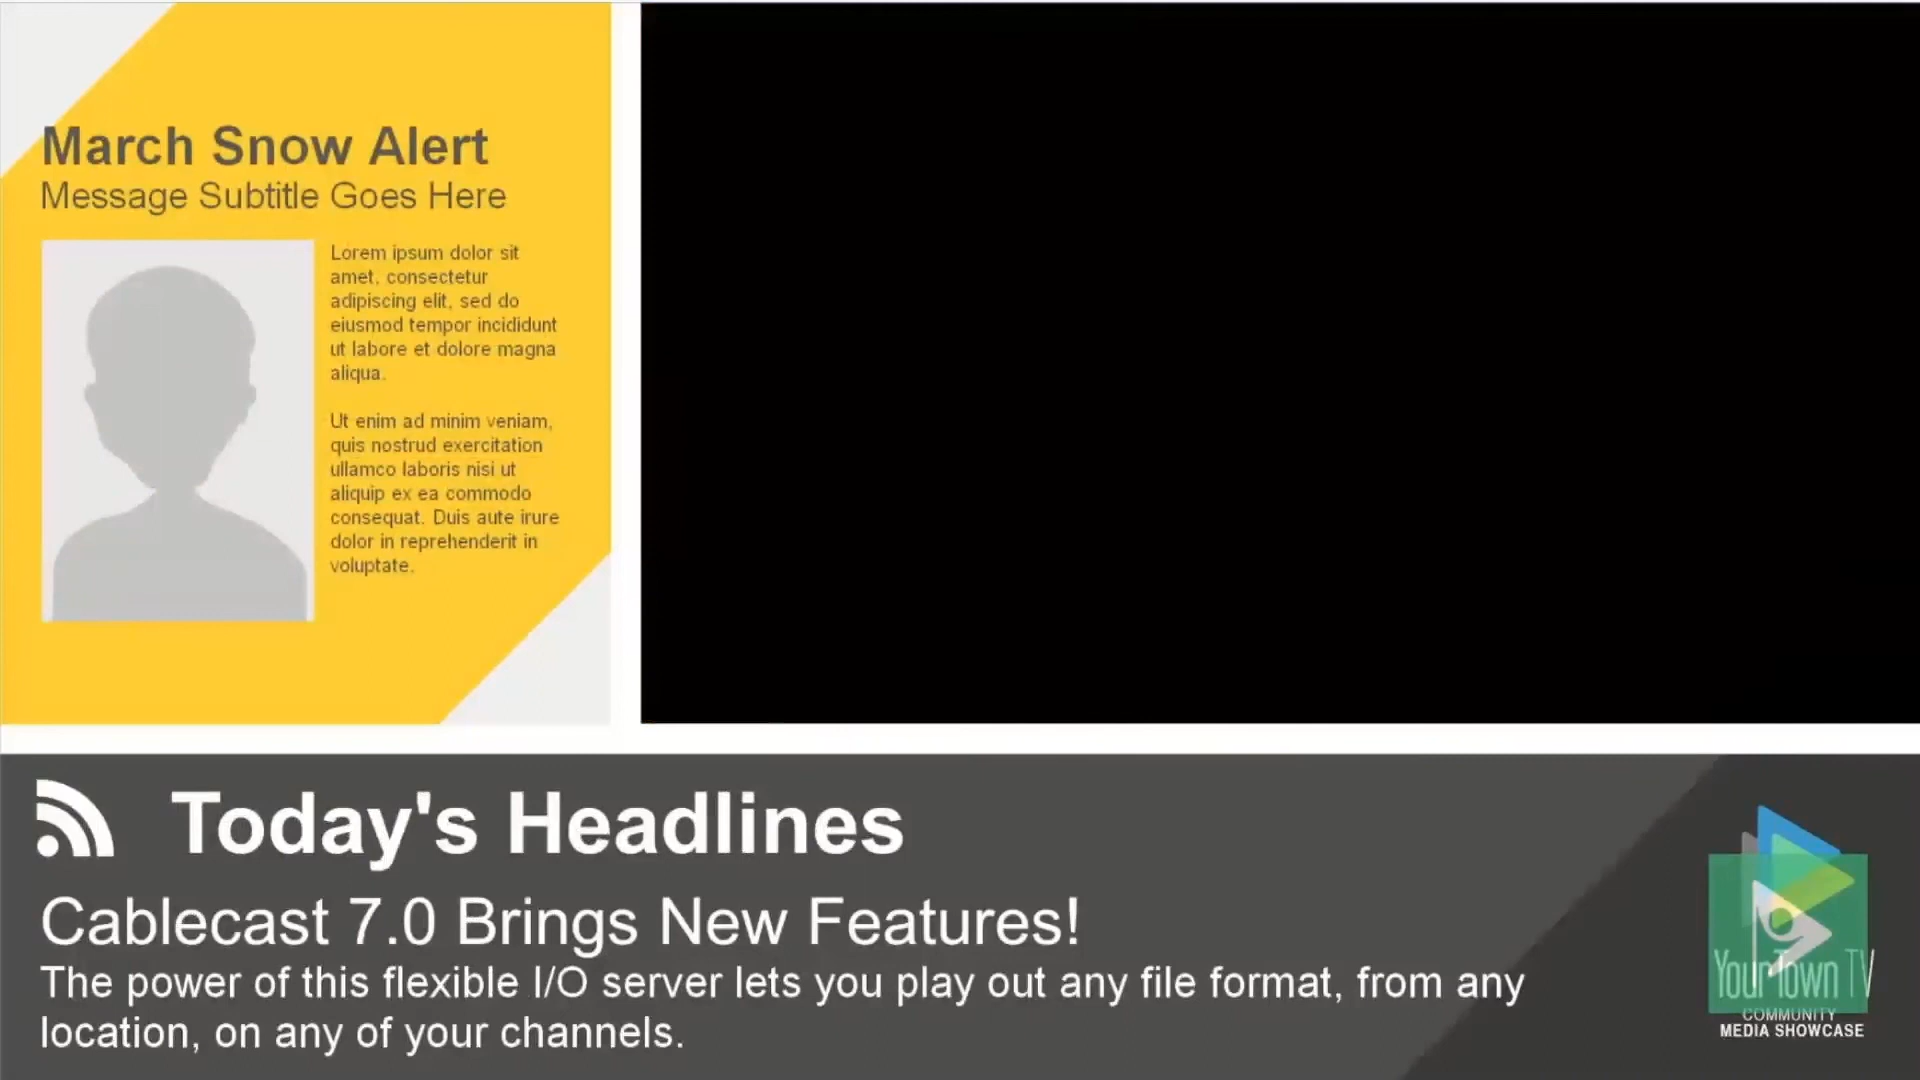 March Snow Alert
Message Subtitle Goes Here
Lorem ipsum dolor sit
amet, consectetur
adipiscing elit, sed do
eiusmod tempor incididunt
ut labore et dolore magna
aliqua.
Ut enim ad minim veniam,
quis nostrud exercitation
ullamco laboris nisi ut
aliquip ex ea commodo
consequat. Duis aute irure
dolor in reprehenderit in
voluptate.
Today's Headlines
Cablecast 7.0 Brings New Features!
The power of this flexible I/O server lets you play out any file format, from any
location, on any of your channels.
YourTown TV
COMMUNITY
MEDIA SHOWCASE